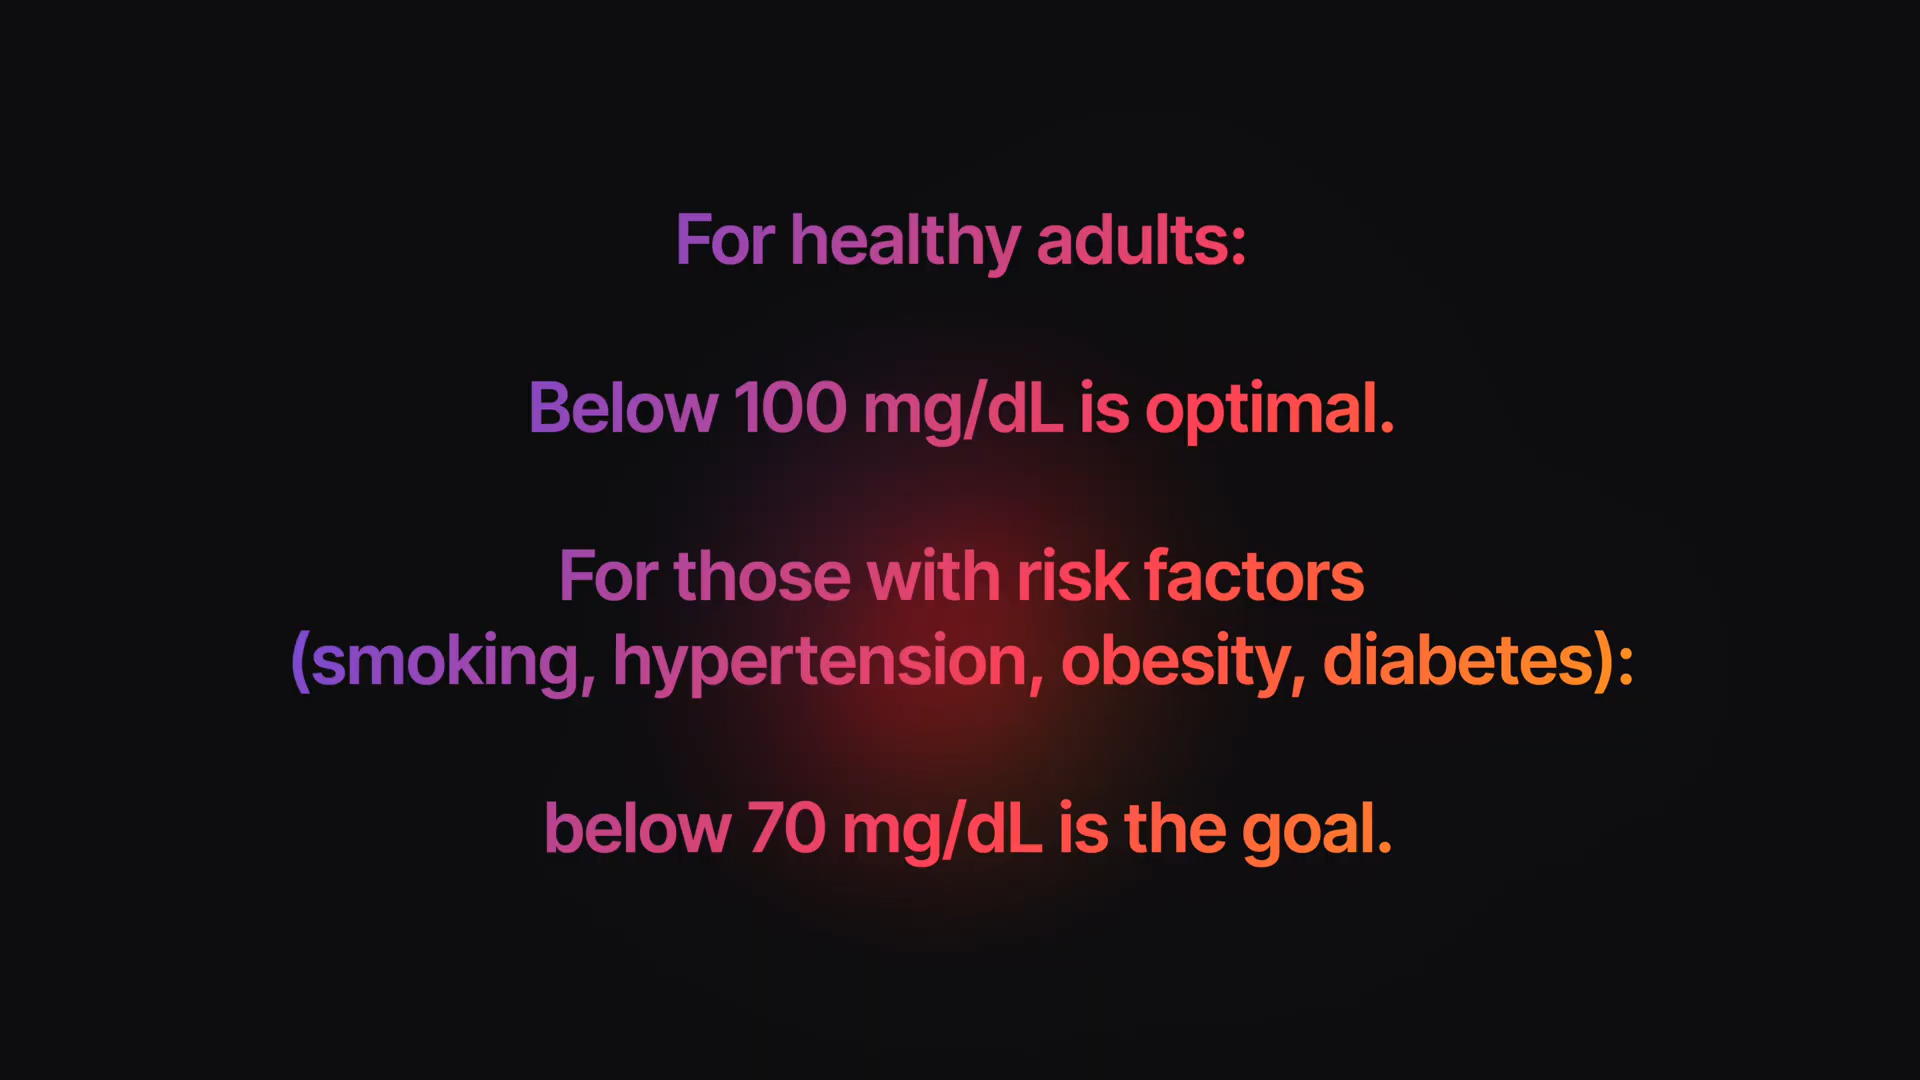 For healthy adults:
Below 100 mg/dL is optimal.
For those with risk factors
(smoking, hypertension, obesity, diabetes):
below 70 mg/dL is the goal.